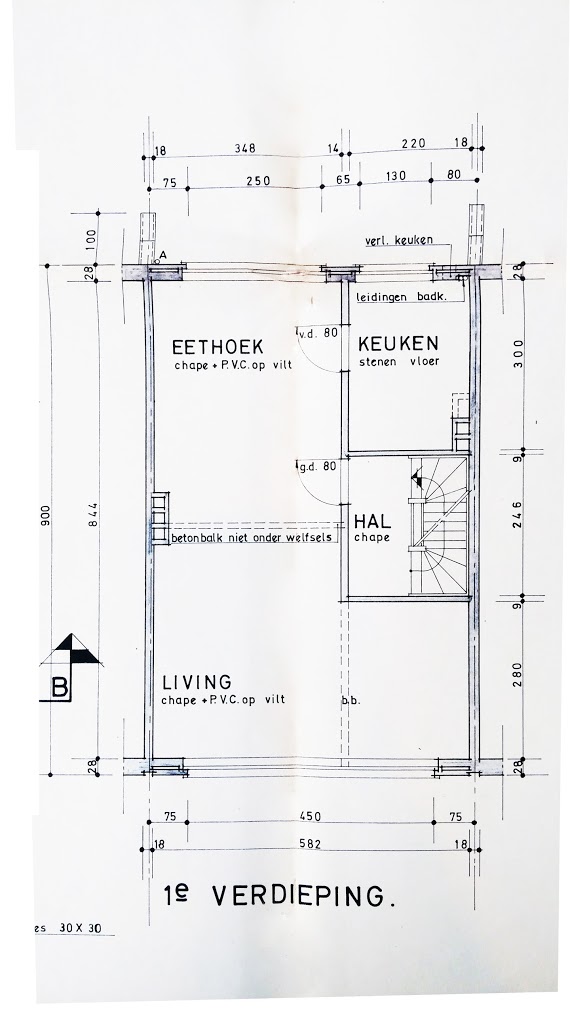 18 348 14 220 18
75 250 65 130 80
100
verl. keuken
A
28
28
leidingen badk.
v.d. 80
EETHOEK
chape + P.V.C. op vilt
KEUKEN
stenen vloer
300
g.d. 80
9
900
844
HAL
chape
246
betonbalk niet onder welfsels
9
B
LIVING
chape + P.V.C. op vilt
b.b.
280
28
28
75 450 75
18 582 18
1e VERDIEPING.
es 30 X 30